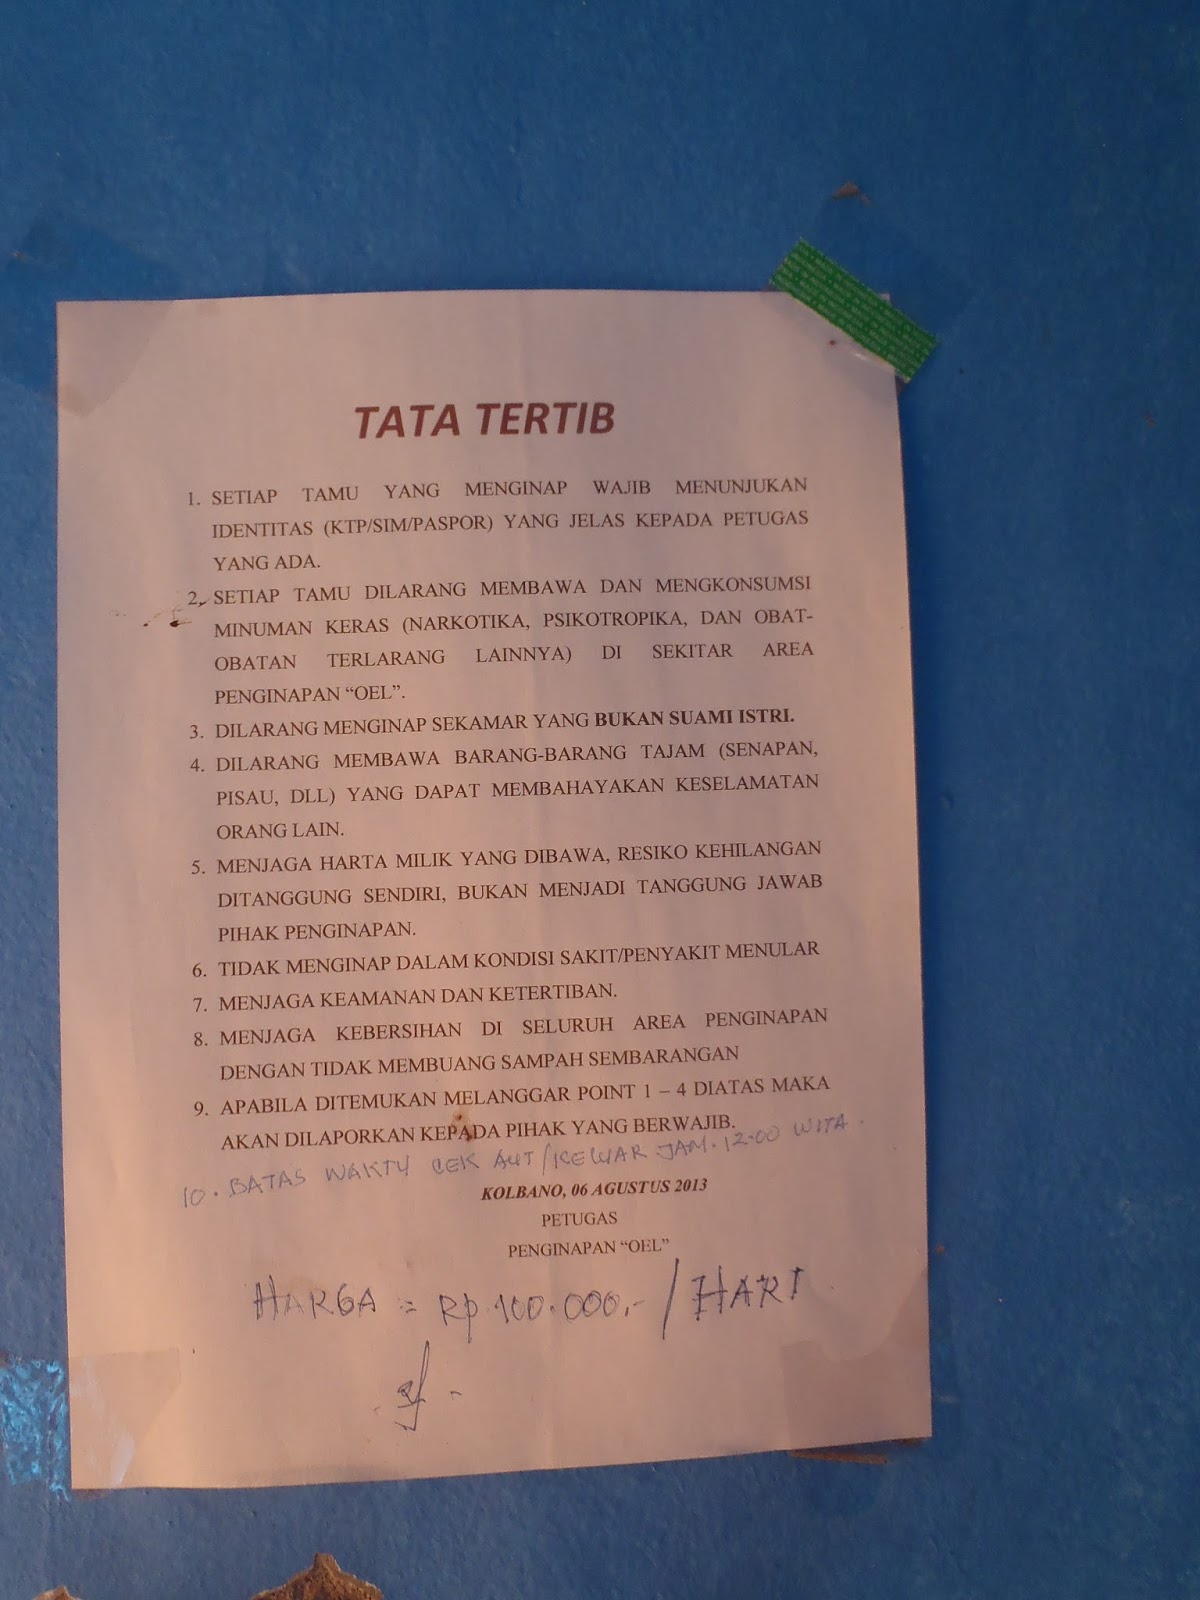 TATA TERTIB
1. SETIAP TAMU YANG MENGINAP WAJIB MENUNJUKAN
IDENTITAS (KTP/SIM/PASPOR) YANG JELAS KEPADA PETUGAS
YANG ADA.
2. SETIAP TAMU DILARANG MEMBAWA DAN MENGKONSUMSI
MINUMAN KERAS (NARKOTIKA, PSIKOTROPIKA, DAN OBAT-
OBATAN TERLARANG LAINNYA) DI SEKITAR AREA
PENGINAPAN “OEL”.
3. DILARANG MENGINAP SEKAMAR YANG BUKAN SUAMI ISTRI.
4. DILARANG MEMBAWA BARANG-BARANG TAJAM (SENAPAN,
PISAU, DLL) YANG DAPAT MEMBAHAYAKAN KESELAMATAN
ORANG LAIN.
5. MENJAGA HARTA MILIK YANG DIBAWA, RESIKO KEHILANGAN
DITANGGUNG SENDIRI, BUKAN MENJADI TANGGUNG JAWAB
PIHAK PENGINAPAN.
6. TIDAK MENGINAP DALAM KONDISI SAKIT/PENYAKIT MENULAR
7. MENJAGA KEAMANAN DAN KETERTIBAN.
8. MENJAGA KEBERSIHAN DI SELURUH AREA PENGINAPAN
DENGAN TIDAK MEMBUANG SAMPAH SEMBARANGAN
9. APABILA DITEMUKAN MELANGGAR POINT 1 – 4 DIATAS MAKA
AKAN DILAPORKAN KEPADA PIHAK YANG BERWAJIB.
10. BATAS WAKTU CEK AUT/KELUAR JAM. 12.00 WITA.
KOLBANO, 06 AGUSTUS 2013
PETUGAS
PENGINAPAN “OEL”
HARGA = Rp.100.000,- / HARI